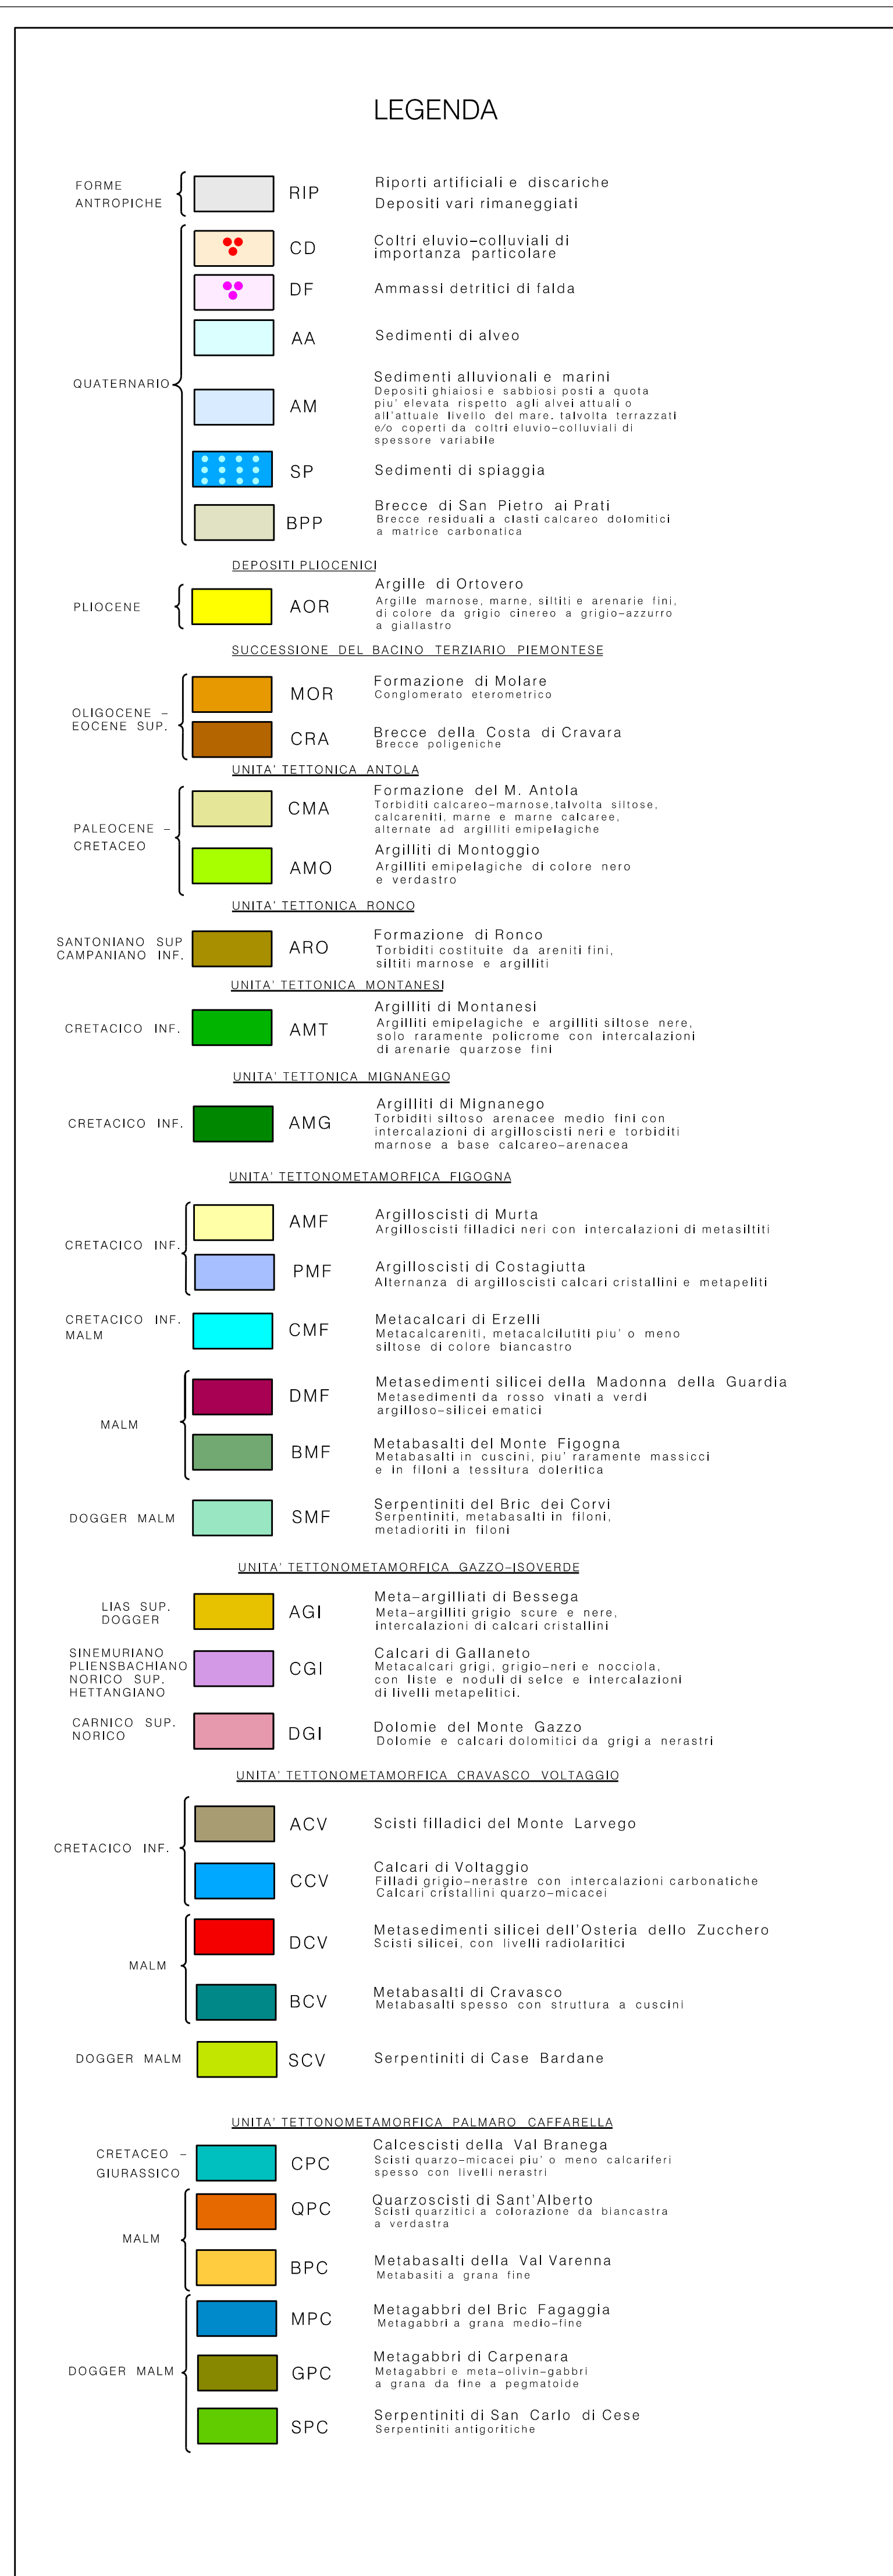 LEGENDA
FORME
ANTROPICHE
RIP
Riporti artificiali e discariche
Depositi vari rimaneggiati
QUATERNARIO
CD
Coltri eluvio-colluviali di
importanza particolare
DF
Ammassi detritici di falda
AA
Sedimenti di alveo
AM
Sedimenti alluvionali e marini
Depositi ghiaiosi e sabbiosi posti a quota
piu' elevata rispetto agli alvei attuali o
all'attuale livello del mare, talvolta terrazzati
e/o coperti da coltri eluvio-colluviali di
spessore variabile
SP
Sedimenti di spiaggia
BPP
Brecce di San Pietro ai Prati
Brecce residuali a clasti calcareo dolomitici
a matrice carbonatica
DEPOSITI PLIOCENICI
PLIOCENE
AOR
Argille di Ortovero
Argille marnose, marne, siltiti e arenarie fini,
di colore da grigio cinereo a grigio-azzurro
a giallastro
SUCCESSIONE DEL BACINO TERZIARIO PIEMONTESE
OLIGOCENE -
EOCENE SUP.
MOR
Formazione di Molare
Conglomerato eterometrico
CRA
Brecce della Costa di Cravara
Brecce poligeniche
UNITA' TETTONICA ANTOLA
PALEOCENE -
CRETACEO
CMA
Formazione del M. Antola
Torbiditi calcareo-marnose,talvolta siltose,
calcareniti, marne e marne calcaree,
alternate ad argilliti emipelagiche
AMO
Argilliti di Montoggio
Argilliti emipelagiche di colore nero
e verdastro
UNITA' TETTONICA RONCO
SANTONIANO SUP
CAMPANIANO INF.
ARO
Formazione di Ronco
Torbiditi costituite da areniti fini,
siltiti marnose e argilliti
UNITA' TETTONICA MONTANESI
CRETACICO INF.
AMT
Argilliti di Montanesi
Argilliti emipelagiche e argilliti siltose nere,
solo raramente policrome con intercalazioni
di arenarie quarzose fini
UNITA' TETTONICA MIGNANEGO
CRETACICO INF.
AMG
Argilliti di Mignanego
Torbiditi siltoso arenacee medio fini con
intercalazioni di argilloscisti neri e torbiditi
marnose a base calcareo-arenacea
UNITA' TETTONOMETAMORFICA FIGOGNA
CRETACICO INF.
AMF
Argilloscisti di Murta
Argilloscisti filladici neri con intercalazioni di metasiltiti
PMF
Argilloscisti di Costagiutta
Alternanza di argilloscisti calcari cristallini e metapeliti
CRETACICO INF.
MALM
CMF
Metacalcari di Erzelli
Metacalcareniti, metacalcilutiti piu' o meno
siltose di colore biancastro
MALM
DMF
Metasedimenti silicei della Madonna della Guardia
Metasedimenti da rosso vinati a verdi
argilloso-silicei ematici
BMF
Metabasalti del Monte Figogna
Metabasalti in cuscini, piu' raramente massicci
e in filoni a tessitura doleritica
DOGGER MALM
SMF
Serpentiniti del Bric dei Corvi
Serpentiniti, metabasalti in filoni,
metadioriti in filoni
UNITA' TETTONOMETAMORFICA GAZZO-ISOVERDE
LIAS SUP.
DOGGER
AGI
Meta-argilliati di Bessega
Meta-argilliti grigio scure e nere,
intercalazioni di calcari cristallini
SINEMURIANO
PLIENSBACHIANO
NORICO SUP.
HETTANGIANO
CGI
Calcari di Gallaneto
Metacalcari grigi, grigio-neri e nocciola,
con liste e noduli di selce e intercalazioni
di livelli metapelitici.
CARNICO SUP.
NORICO
DGI
Dolomie del Monte Gazzo
Dolomie e calcari dolomitici da grigi a nerastri
UNITA' TETTONOMETAMORFICA CRAVASCO VOLTAGGIO
CRETACICO INF.
ACV
Scisti filladici del Monte Larvego
CCV
Calcari di Voltaggio
Filladi grigio-nerastre con intercalazioni carbonatiche
Calcari cristallini quarzo-micacei
MALM
DCV
Metasedimenti silicei dell'Osteria dello Zucchero
Scisti silicei, con livelli radiolaritici
BCV
Metabasalti di Cravasco
Metabasalti spesso con struttura a cuscini
DOGGER MALM
SCV
Serpentiniti di Case Bardane
UNITA' TETTONOMETAMORFICA PALMARO CAFFARELLA
CRETACEO -
GIURASSICO
CPC
Calcescisti della Val Branega
Scisti quarzo-micacei piu' o meno calcariferi
spesso con livelli nerastri
MALM
QPC
Quarzoscisti di Sant'Alberto
Scisti quarzitici a colorazione da biancastra
a verdastra
BPC
Metabasalti della Val Varenna
Metabasiti a grana fine
DOGGER MALM
MPC
Metagabbri del Bric Fagaggia
Metagabbri a grana medio-fine
GPC
Metagabbri di Carpenara
Metagabbri e meta-olivin-gabbri
a grana da fine a pegmatoide
SPC
Serpentiniti di San Carlo di Cese
Serpentiniti antigoritiche